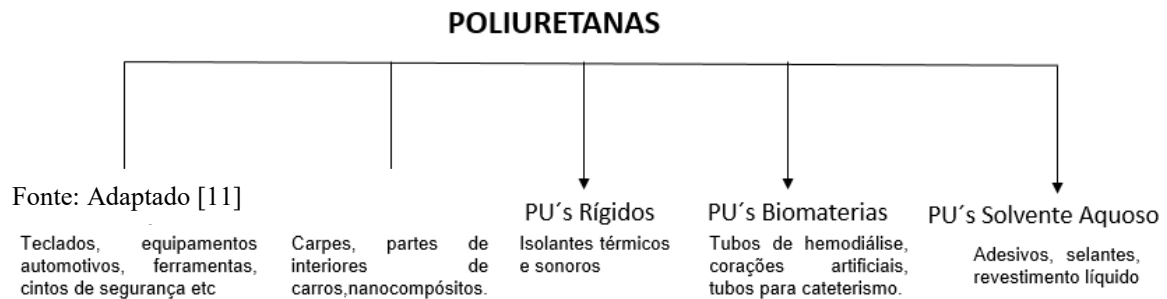 POLIURETANAS
Fonte: Adaptado [11]
Teclados, equipamentos
automotivos, ferramentas,
cintos de segurança etc
Carpes, partes de
interiores de
carros,nanocompósitos.
PU´s Rígidos
Isolantes térmicos
e sonoros
PU´s Biomaterias
Tubos de hemodiálise,
corações artificiais,
tubos para cateterismo.
PU´s Solvente Aquoso
Adesivos, selantes,
revestimento líquido